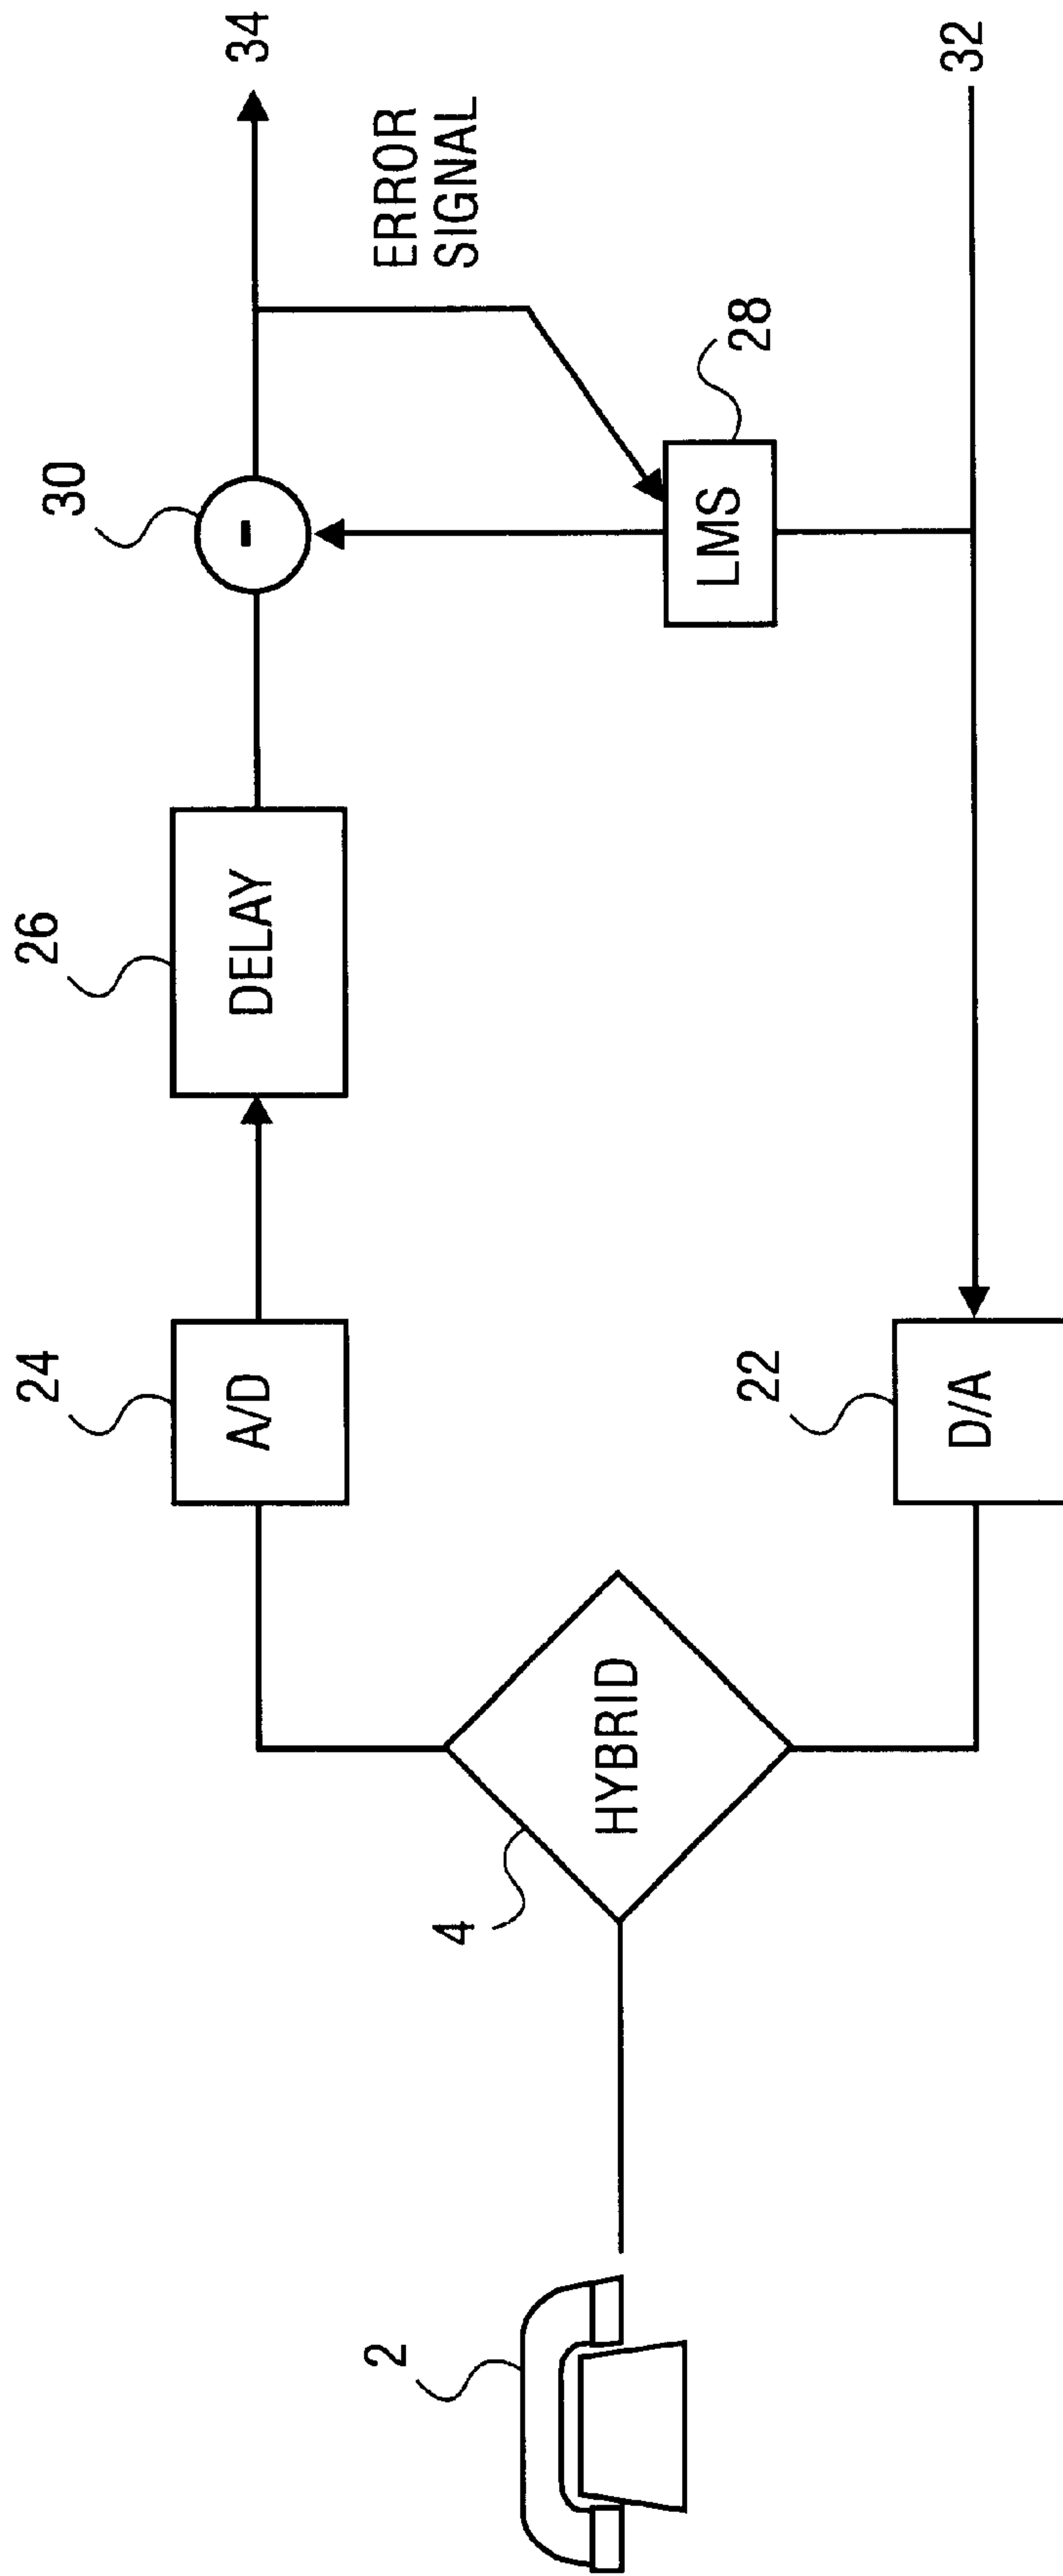 24
26
30
34
A/D
DELAY
-
ERROR
SIGNAL
2
4
HYBRID
28
LMS
22
D/A
32